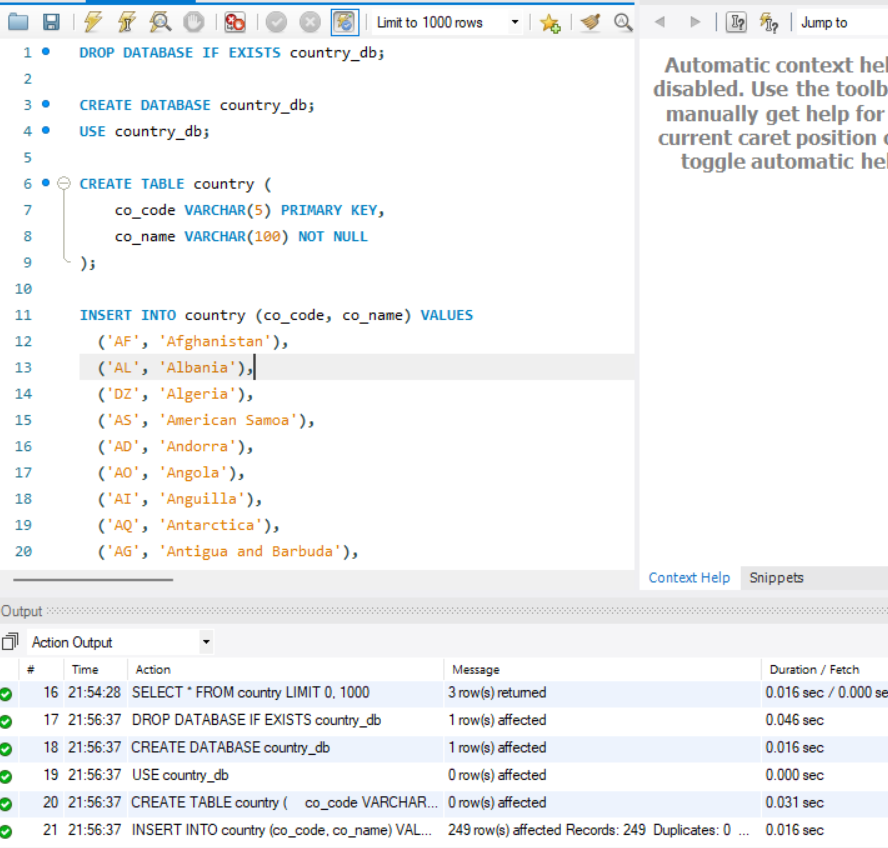 Limit to 1000 rows
Jump to
1 DROP DATABASE IF EXISTS country_db;
2
3 CREATE DATABASE country_db;
4 USE country_db;
5
6 CREATE TABLE country (
7 co_code VARCHAR(5) PRIMARY KEY,
8 co_name VARCHAR(100) NOT NULL
9 );
10
11 INSERT INTO country (co_code, co_name) VALUES
12 ('AF', 'Afghanistan'),
13 ('AL', 'Albania'),
14 ('DZ', 'Algeria'),
15 ('AS', 'American Samoa'),
16 ('AD', 'Andorra'),
17 ('AO', 'Angola'),
18 ('AI', 'Anguilla'),
19 ('AQ', 'Antarctica'),
20 ('AG', 'Antigua and Barbuda'),
Automatic context hel
disabled. Use the toolb
manually get help for
current caret position o
toggle automatic hel
Context Help Snippets
Output
Action Output
# Time Action Message Duration / Fetch
16 21:54:28 SELECT * FROM country LIMIT 0, 1000 3 row(s) returned 0.016 sec / 0.000 se
17 21:56:37 DROP DATABASE IF EXISTS country_db 1 row(s) affected 0.046 sec
18 21:56:37 CREATE DATABASE country_db 1 row(s) affected 0.016 sec
19 21:56:37 USE country_db 0 row(s) affected 0.000 sec
20 21:56:37 CREATE TABLE country ( co_code VARCHAR... 0 row(s) affected 0.031 sec
21 21:56:37 INSERT INTO country (co_code, co_name) VAL... 249 row(s) affected Records: 249 Duplicates: 0 ... 0.016 sec